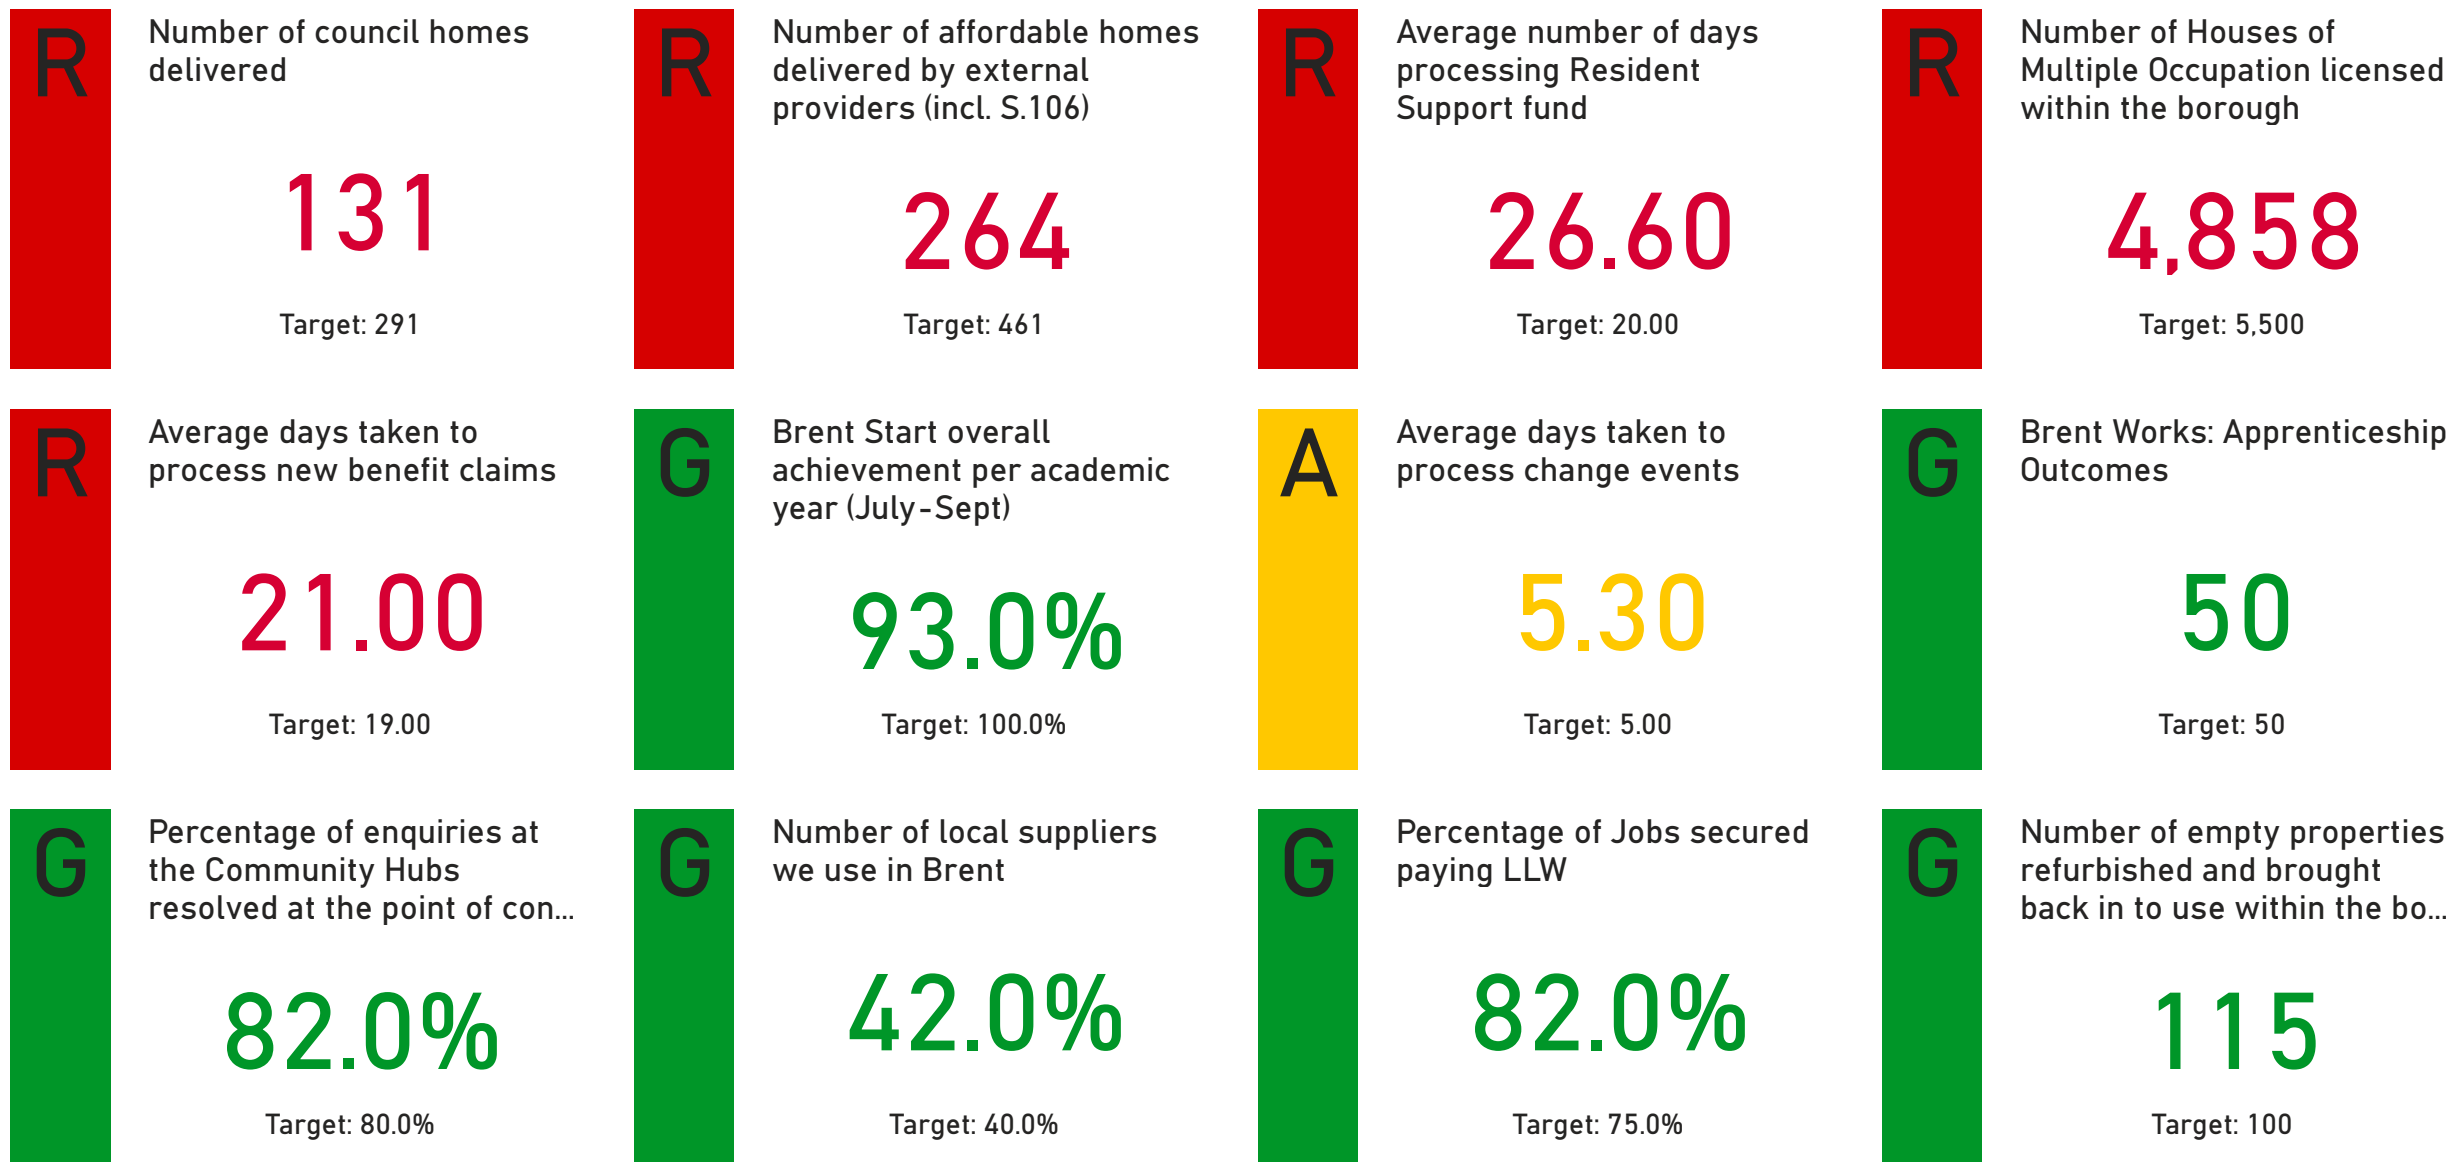 R
Number of council homes
delivered
131
Target: 291
R
Number of affordable homes
delivered by external
providers (incl. S.106)
264
Target: 461
R
Average number of days
processing Resident
Support fund
26.60
Target: 20.00
R
Number of Houses of
Multiple Occupation licensed
within the borough
4,858
Target: 5,500
R
Average days taken to
process new benefit claims
21.00
Target: 19.00
G
Brent Start overall
achievement per academic
year (July-Sept)
93.0%
Target: 100.0%
A
Average days taken to
process change events
5.30
Target: 5.00
G
Brent Works: Apprenticeship
Outcomes
50
Target: 50
G
Percentage of enquiries at
the Community Hubs
resolved at the point of con...
82.0%
Target: 80.0%
G
Number of local suppliers
we use in Brent
42.0%
Target: 40.0%
G
Percentage of Jobs secured
paying LLW
82.0%
Target: 75.0%
G
Number of empty properties
refurbished and brought
back in to use within the bo...
115
Target: 100